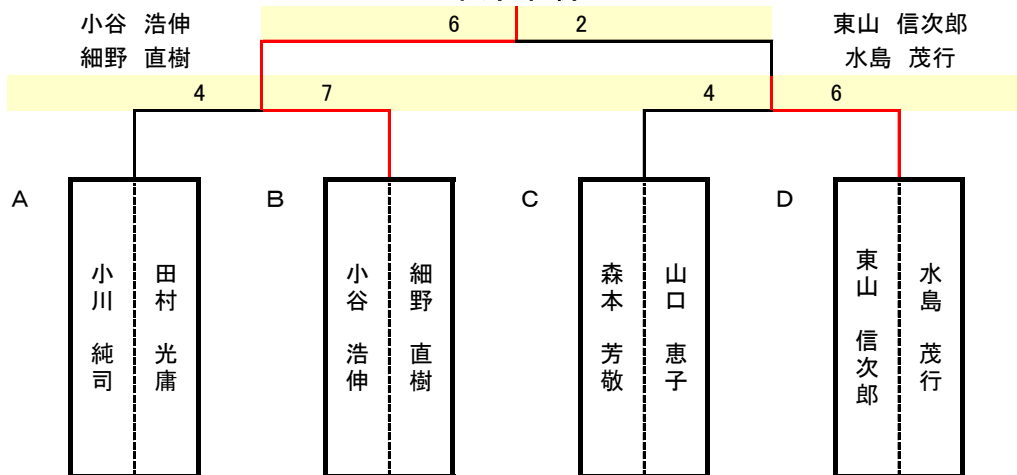 小谷 浩伸
細野 直樹
6 2
東山 信次郎
水島 茂行
4 7 4 6
A B C D
小川 純司
田村 光庸
小谷 浩伸
細野 直樹
森本 芳敬
山口 恵子
東山 信次郎
水島 茂行